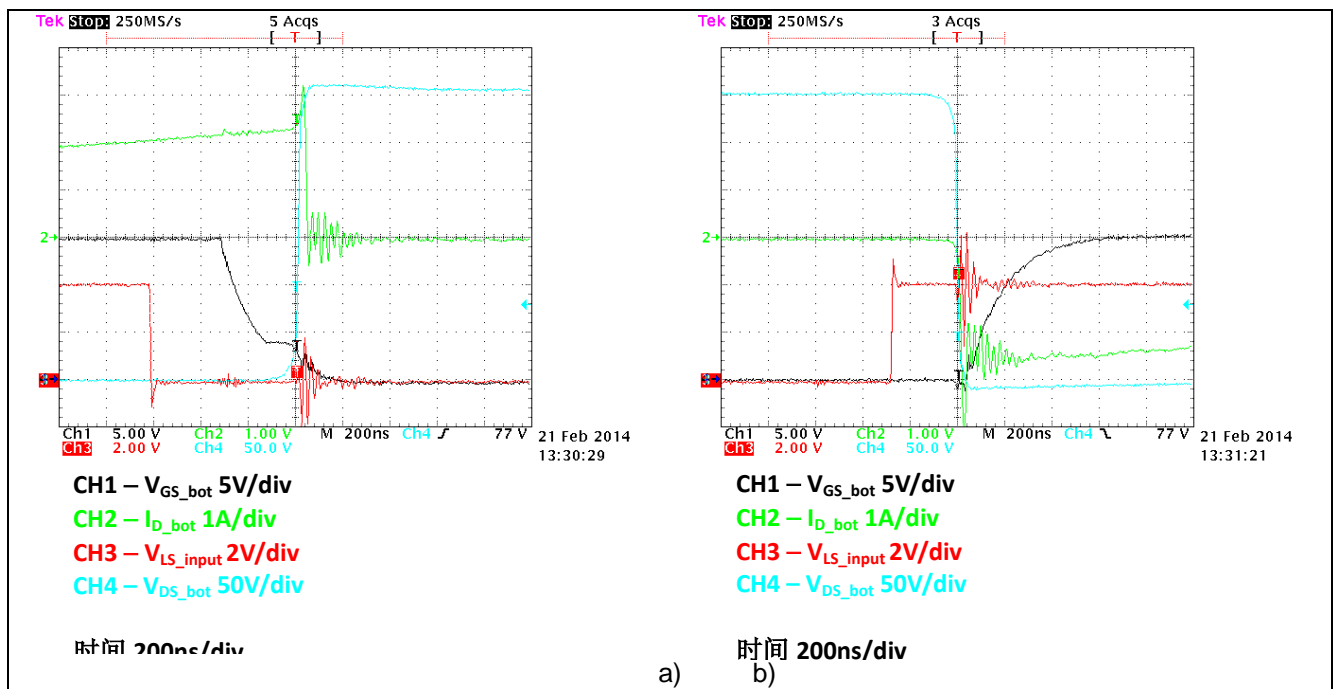 Tek Stop: 250MS/s 5 Acqs
[ T ]
2→
Ch1 5.00 V Ch2 1.00 V M 200ns Ch4 ƒ 77 V
Ch3 2.00 V Ch4 50.0 V
21 Feb 2014
13:30:29
CH1 – VGS_bot 5V/div
CH2 – ID_bot 1A/div
CH3 – VLS_input 2V/div
CH4 – VDS_bot 50V/div
时间 200ns/div
a)
Tek Stop: 250MS/s 3 Acqs
[ T ]
2→
Ch1 5.00 V Ch2 1.00 V M 200ns Ch4 77 V
Ch3 2.00 V Ch4 50.0 V
21 Feb 2014
13:31:21
CH1 – VGS_bot 5V/div
CH2 – ID_bot 1A/div
CH3 – VLS_input 2V/div
CH4 – VDS_bot 50V/div
时间 200ns/div
b)